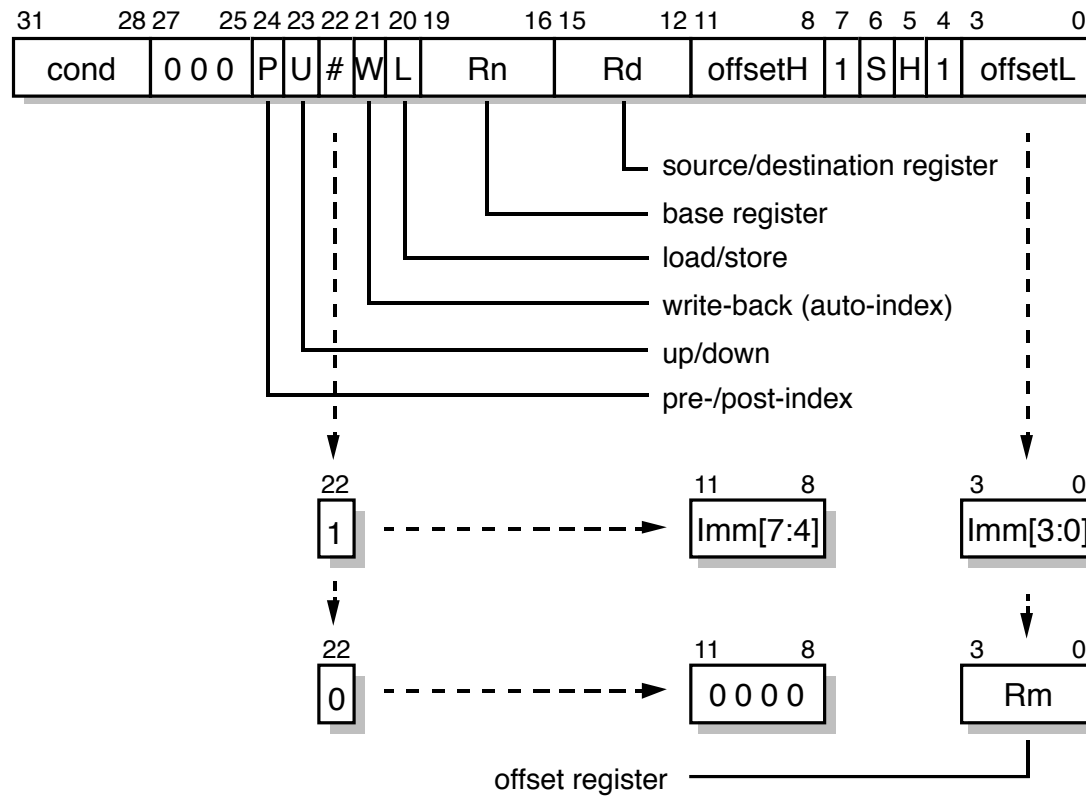 31 28 27 25 24 23 22 21 20 19 16 15 12 11 8 7 6 5 4 3 0
cond 0 0 0 P U # W L Rn Rd offsetH 1 S H 1 offsetL
source/destination register
base register
load/store
write-back (auto-index)
up/down
pre-/post-index
22 11 8 3 0
1 Imm[7:4] Imm[3:0]
22 11 8 3 0
0 0 0 0 0 Rm
offset register